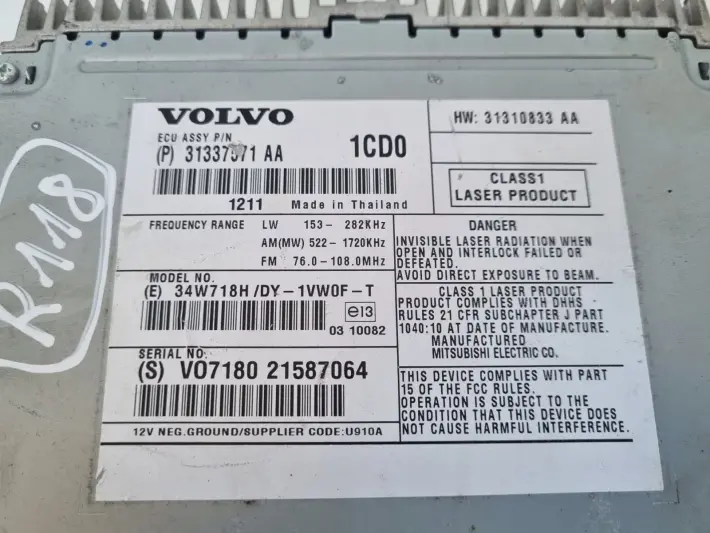 VOLVO
ECU ASSY P/N
(P) 31337571 AA 1CD0
1211 Made in Thailand
HW: 31310833 AA
CLASS1
LASER PRODUCT
FREQUENCY RANGE LW 153- 282KHz
AM(MW) 522- 1720KHz
FM 76.0-108.0MHz
DANGER
INVISIBLE LASER RADIATION WHEN
OPEN AND INTERLOCK FAILED OR
DEFEATED.
AVOID DIRECT EXPOSURE TO BEAM.
MODEL NO.
(E) 34W718H/DY-1VW0F-T
e13
03 10082
CLASS 1 LASER PRODUCT
PRODUCT COMPLIES WITH DHHS
RULES 21 CFR SUBCHAPTER J PART
1040:10 AT DATE OF MANUFACTURE.
MANUFACTURED
MITSUBISHI ELECTRIC CO.
SERIAL NO.
(S) VO7180 21587064
THIS DEVICE COMPLIES WITH PART
15 OF THE FCC RULES.
OPERATION IS SUBJECT TO THE
CONDITION THAT THIS DEVICE DOES
NOT CAUSE HARMFUL INTERFERENCE.
12V NEG.GROUND/SUPPLIER CODE:U910A
R118